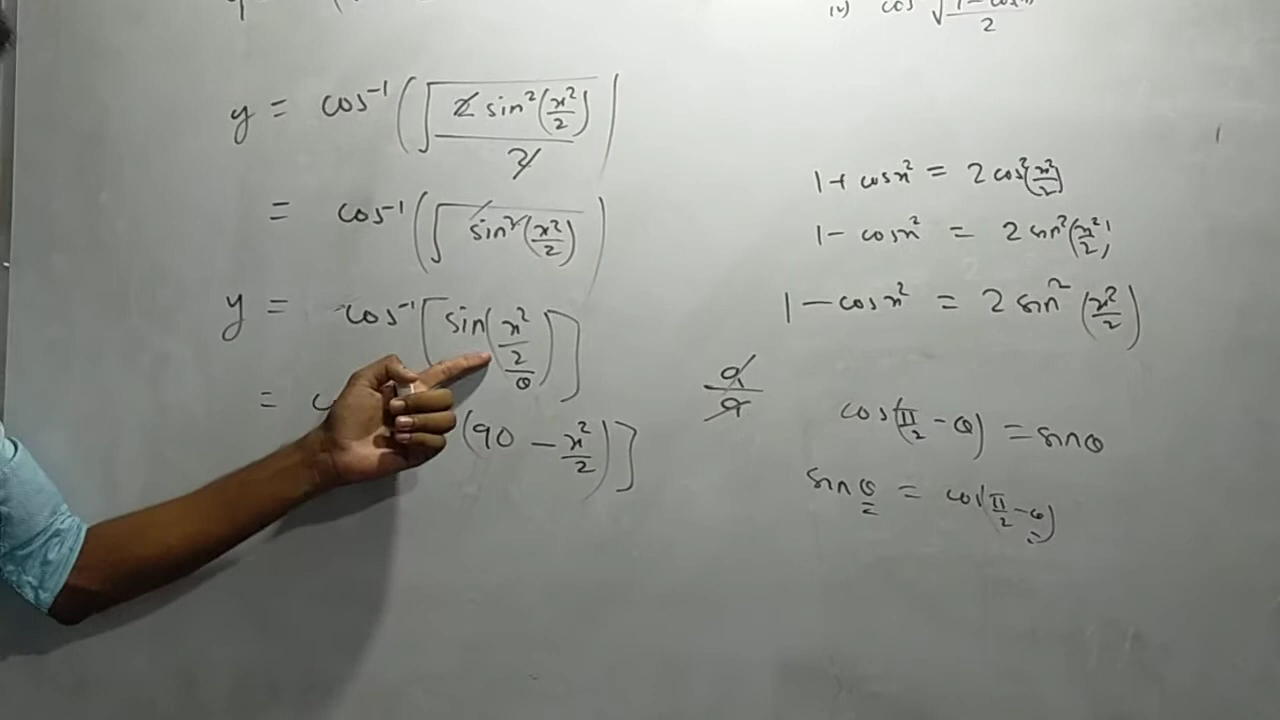 y = cos⁻¹(√(2 sin²(x²/2)/2))
= cos⁻¹(√(sin²(x²/2)))
y = cos⁻¹[sin(x²/2)]
θ
= (90 − x²/2)]
1 + cos x² = 2 cos²(x²/2)
1 − cos x² = 2 sin²(x²/2)
1 − cos x² = 2 sin²(x²/2)
cos(π/2 − θ) = sin θ
sin θ = cos(π/2 − θ)